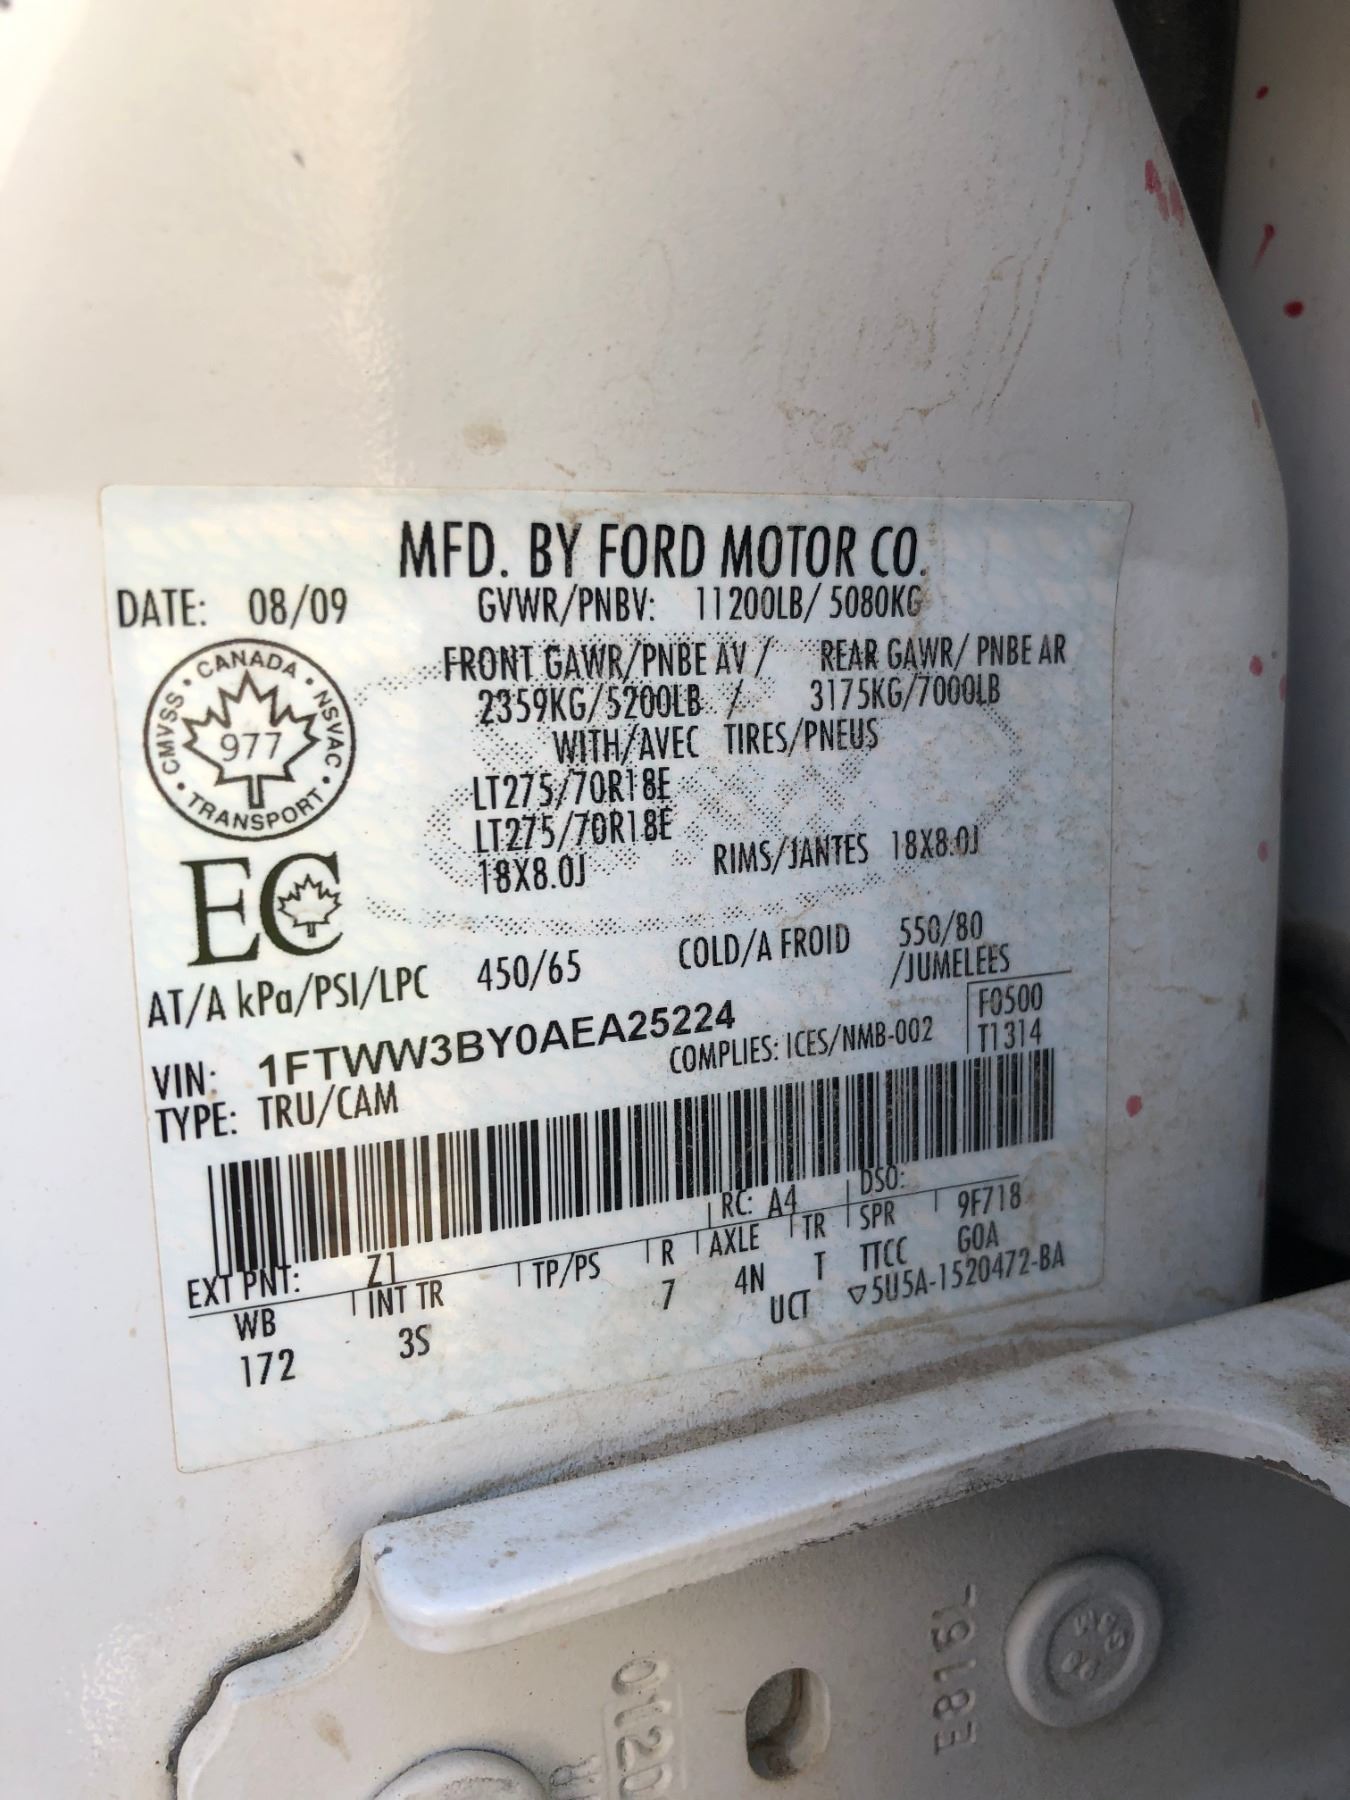 MFD. BY FORD MOTOR CO.
DATE: 08/09 GVWR/PNBV: 11200LB/ 5080KG
FRONT GAWR/PNBE AV / REAR GAWR/ PNBE AR
2359KG/5200LB / 3175KG/7000LB
WITH/AVEC TIRES/PNEUS
CANADA • NSVAC • TRANSPORT • CMVSS •
977
LT275/70R18E
LT275/70R18E
18X8.0J RIMS/JANTES 18X8.0J
EC
AT/A kPa/PSI/LPC 450/65 COLD/A FROID 550/80
/JUMELEES
VIN: 1FTWW3BY0AEA25224 F0500
TYPE: TRU/CAM COMPLIES: ICES/NMB-002 T1314
EXT PNT: Z1 RC: A4 DSO:
WB INT TR TP/PS R AXLE TR SPR 9F718
172 3S 7 4N T TTCC GOA
UCT ▽5U5A-1520472-BA
E816L
0112D